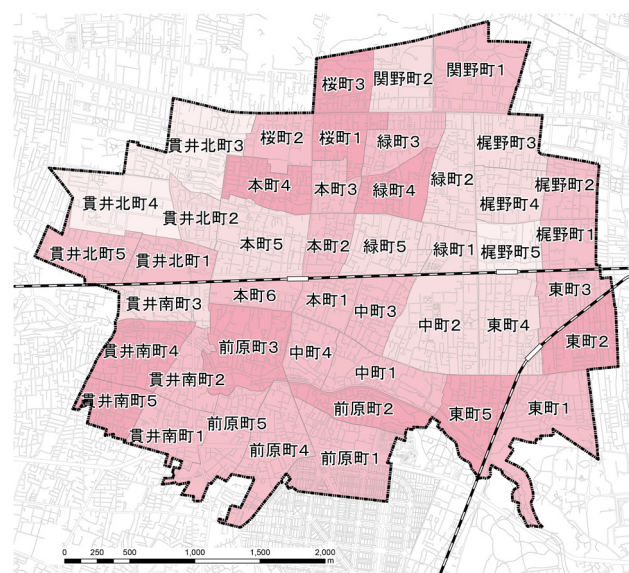 関野町1
関野町2
桜町3
桜町2
桜町1
緑町3
梶野町3
貫井北町3
本町4
本町3
緑町4
緑町2
梶野町2
梶野町4
貫井北町4
貫井北町2
梶野町1
貫井北町5
貫井北町1
本町5
本町2
緑町5
緑町1
梶野町5
貫井南町3
本町6
本町1
中町3
東町3
中町2
東町4
東町2
貫井南町4
前原町3
中町4
貫井南町2
中町1
貫井南町5
前原町2
東町5
東町1
貫井南町1
前原町5
前原町4
前原町1
0 250 500 1,000 1,500 2,000
m